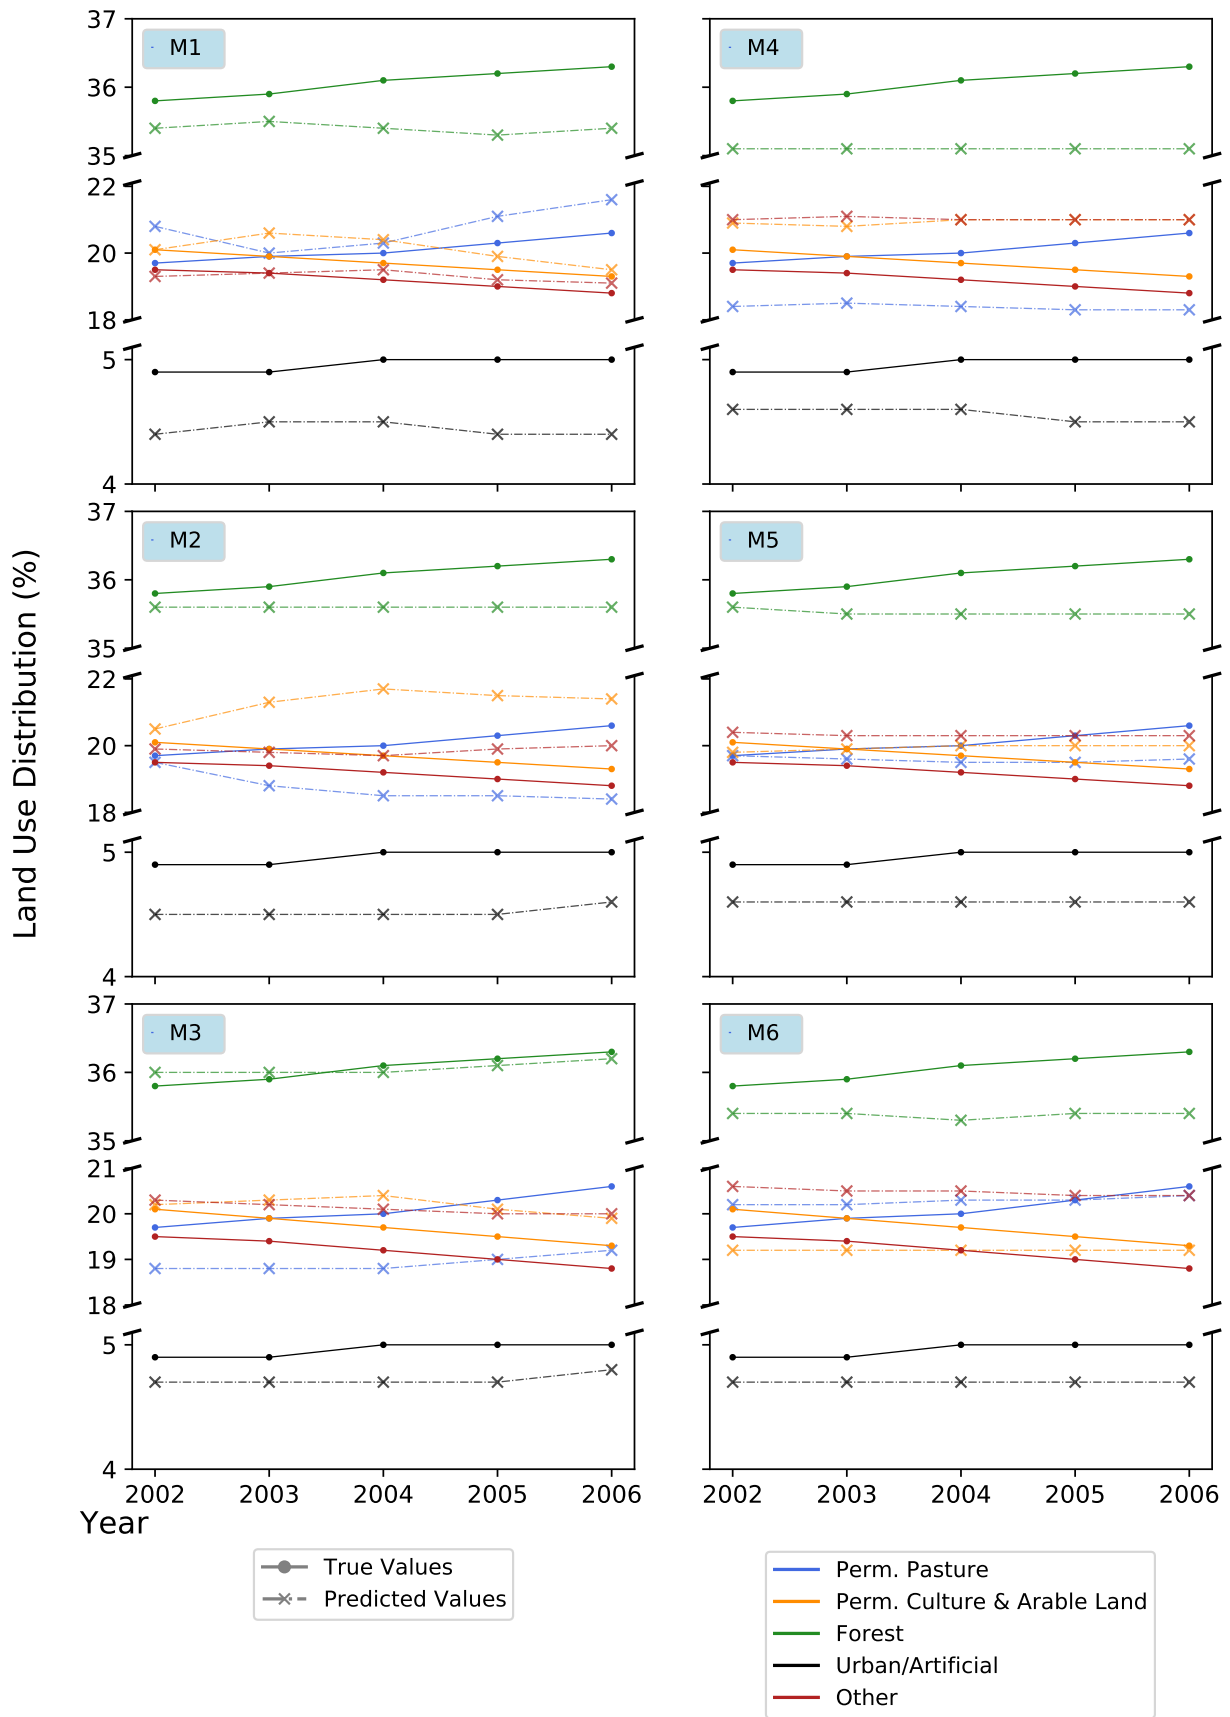 Land Use Distribution (%)
M1
37
36
35
22
20
18
5
4
M4
M2
37
36
35
22
20
18
5
4
M5
M3
37
36
35
21
20
19
18
5
4
2002 2003 2004 2005 2006
M6
2002 2003 2004 2005 2006
Year
True Values
Predicted Values
Perm. Pasture
Perm. Culture & Arable Land
Forest
Urban/Artificial
Other